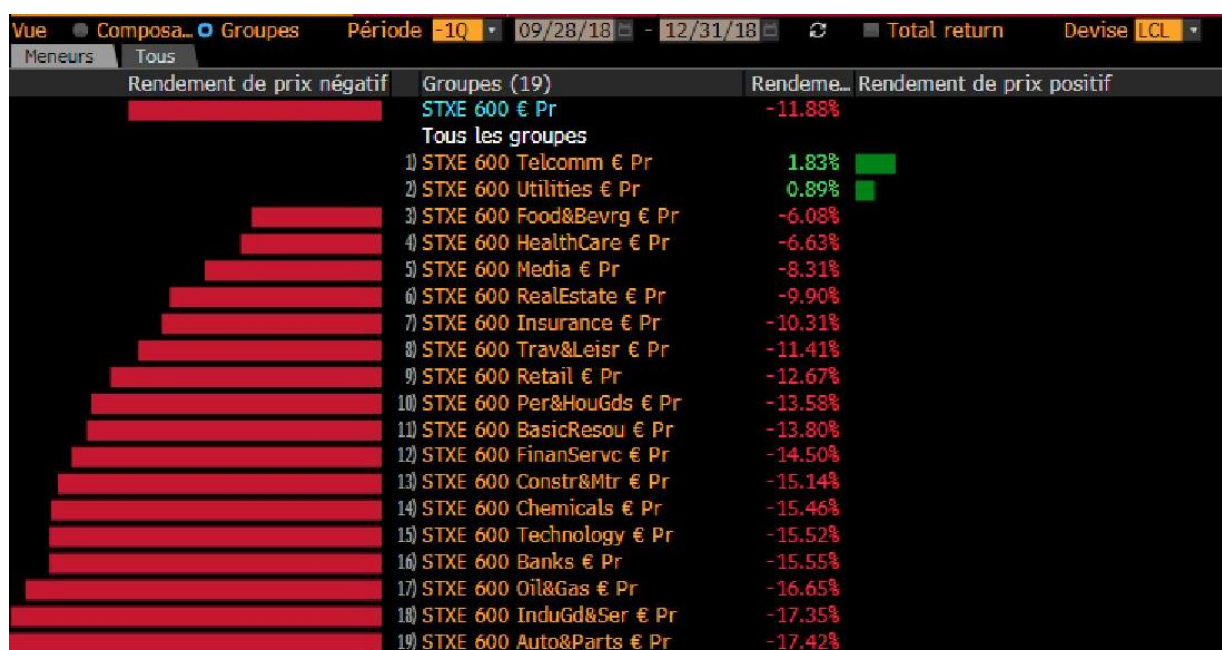 Vue Composa... Groupes Période -1Q 09/28/18 - 12/31/18 Total return Devise LCL
Meneurs Tous
Rendement de prix négatif Groupes (19) Rendeme... Rendement de prix positif
STXE 600 € Pr -11.88%
Tous les groupes
1) STXE 600 Telcomm € Pr 1.83%
2) STXE 600 Utilities € Pr 0.89%
3) STXE 600 Food&Bevrg € Pr -6.08%
4) STXE 600 HealthCare € Pr -6.63%
5) STXE 600 Media € Pr -8.31%
6) STXE 600 RealEstate € Pr -9.90%
7) STXE 600 Insurance € Pr -10.31%
8) STXE 600 Trav&Leisr € Pr -11.41%
9) STXE 600 Retail € Pr -12.67%
10) STXE 600 Per&HouGds € Pr -13.58%
11) STXE 600 BasicResou € Pr -13.80%
12) STXE 600 FinanServc € Pr -14.50%
13) STXE 600 Constr&Mtr € Pr -15.14%
14) STXE 600 Chemicals € Pr -15.46%
15) STXE 600 Technology € Pr -15.52%
16) STXE 600 Banks € Pr -15.55%
17) STXE 600 Oil&Gas € Pr -16.65%
18) STXE 600 InduGd&Ser € Pr -17.35%
19) STXE 600 Auto&Parts € Pr -17.42%